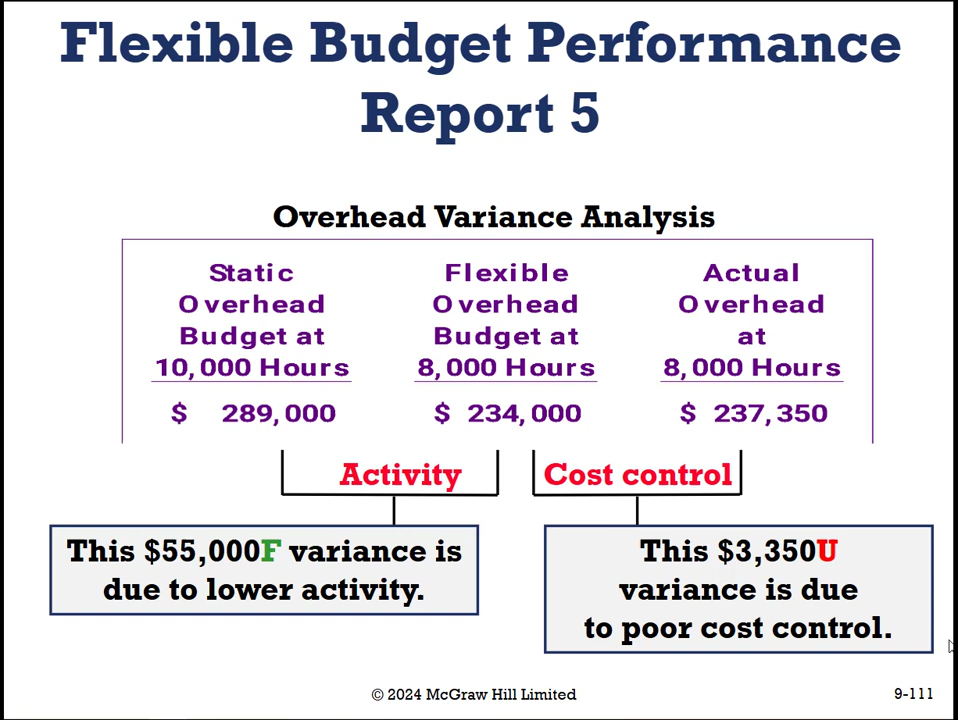 Flexible Budget Performance
Report 5
Overhead Variance Analysis
Static Overhead Budget at 10,000 Hours
Flexible Overhead Budget at 8,000 Hours
Actual Overhead at 8,000 Hours
$ 289,000
$ 234,000
$ 237,350
Activity
Cost control
This $55,000F variance is
due to lower activity.
This $3,350U
variance is due
to poor cost control.
© 2024 McGraw Hill Limited
9-111